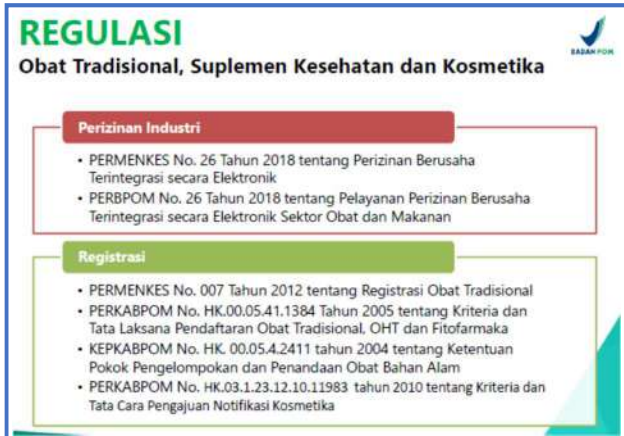 REGULASI
Obat Tradisional, Suplemen Kesehatan dan Kosmetika
BADAN POM
Perizinan Industri
• PERMENKES No. 26 Tahun 2018 tentang Perizinan Berusaha
Terintegrasi secara Elektronik
• PERBPOM No. 26 Tahun 2018 tentang Pelayanan Perizinan Berusaha
Terintegrasi secara Elektronik Sektor Obat dan Makanan
Registrasi
• PERMENKES No. 007 Tahun 2012 tentang Registrasi Obat Tradisional
• PERKABPOM No. HK.00.05.41.1384 Tahun 2005 tentang Kriteria dan
Tata Laksana Pendaftaran Obat Tradisional, OHT dan Fitofarmaka
• KEPKABPOM No. HK. 00.05.4.2411 tahun 2004 tentang Ketentuan
Pokok Pengelompokan dan Penandaan Obat Bahan Alam
• PERKABPOM No. HK.03.1.23.12.10.11983 tahun 2010 tentang Kriteria dan
Tata Cara Pengajuan Notifikasi Kosmetika